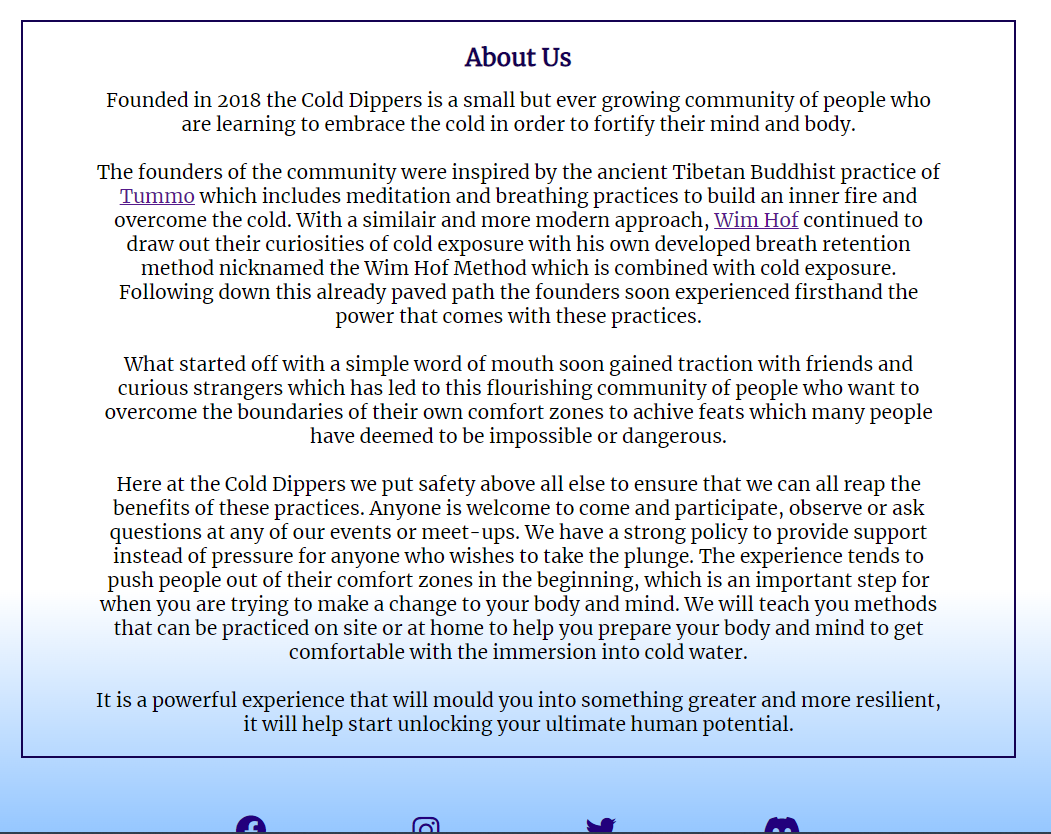 About Us
Founded in 2018 the Cold Dippers is a small but ever growing community of people who
are learning to embrace the cold in order to fortify their mind and body.
The founders of the community were inspired by the ancient Tibetan Buddhist practice of
Tummo which includes meditation and breathing practices to build an inner fire and
overcome the cold. With a similair and more modern approach, Wim Hof continued to
draw out their curiosities of cold exposure with his own developed breath retention
method nicknamed the Wim Hof Method which is combined with cold exposure.
Following down this already paved path the founders soon experienced firsthand the
power that comes with these practices.
What started off with a simple word of mouth soon gained traction with friends and
curious strangers which has led to this flourishing community of people who want to
overcome the boundaries of their own comfort zones to achive feats which many people
have deemed to be impossible or dangerous.
Here at the Cold Dippers we put safety above all else to ensure that we can all reap the
benefits of these practices. Anyone is welcome to come and participate, observe or ask
questions at any of our events or meet-ups. We have a strong policy to provide support
instead of pressure for anyone who wishes to take the plunge. The experience tends to
push people out of their comfort zones in the beginning, which is an important step for
when you are trying to make a change to your body and mind. We will teach you methods
that can be practiced on site or at home to help you prepare your body and mind to get
comfortable with the immersion into cold water.
It is a powerful experience that will mould you into something greater and more resilient,
it will help start unlocking your ultimate human potential.